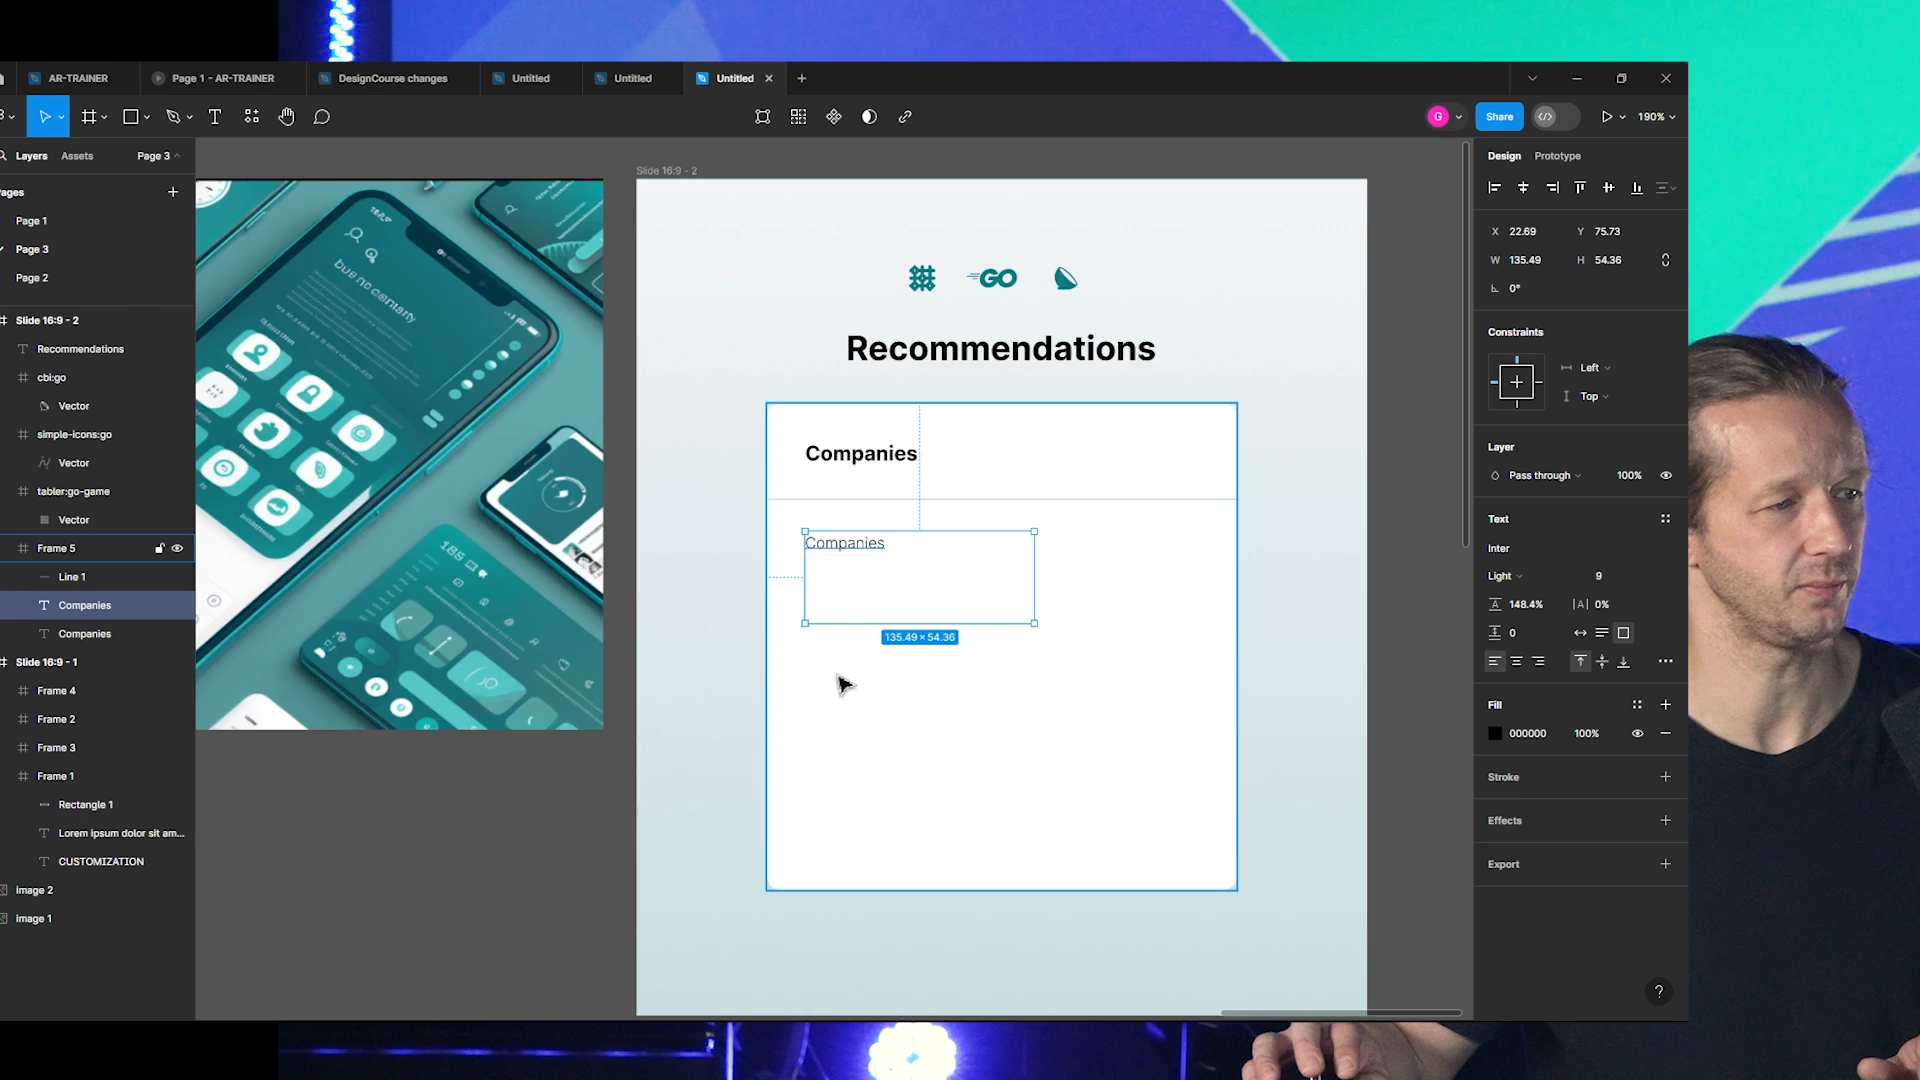 AR-TRAINER
Page 1 - AR-TRAINER
DesignCourse changes
Untitled
Untitled
Untitled
G
Share
190%
Layers
Assets
Page 3
Pages
Page 1
Page 3
Page 2
Slide 16:9 - 2
Recommendations
cbi:go
Vector
simple-icons:go
Vector
tabler:go-game
Vector
Frame 5
Line 1
Companies
Companies
Slide 16:9 - 1
Frame 4
Frame 2
Frame 3
Frame 1
Rectangle 1
Lorem ipsum dolor sit am...
CUSTOMIZATION
image 2
image 1
Slide 16:9 - 2
GO
Recommendations
Companies
Companies
135.49 × 54.36
Design
Prototype
X 22.69
Y 75.73
W 135.49
H 54.36
0°
Constraints
Left
Top
Layer
Pass through
100%
Text
Inter
Light
9
148.4%
|A| 0%
0
Fill
000000
100%
Stroke
Effects
Export
?